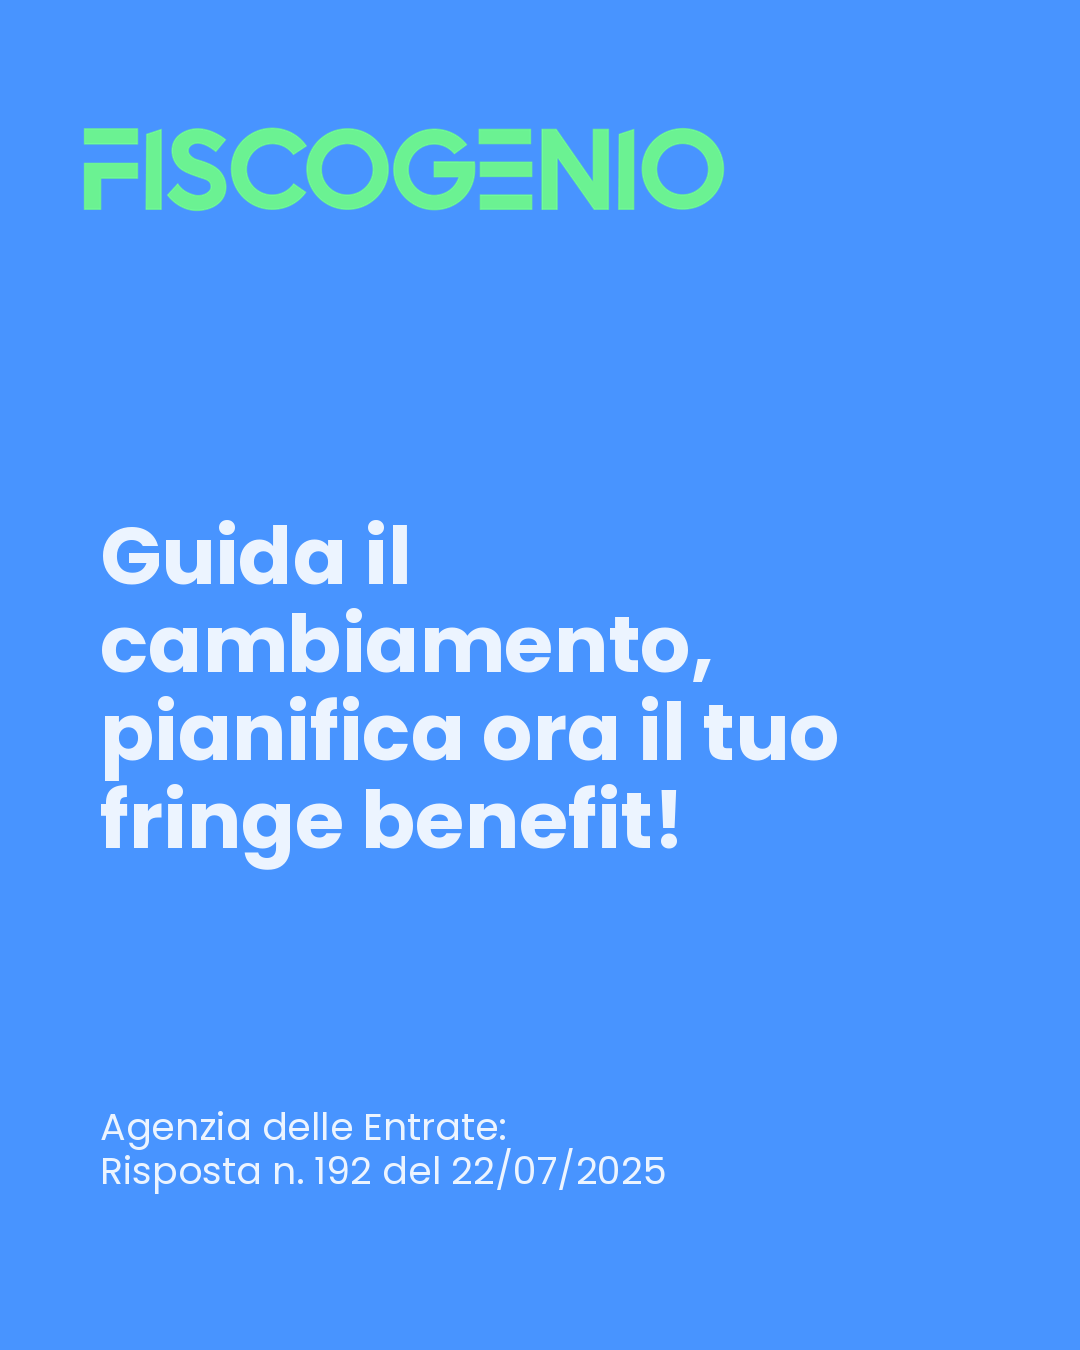 FISCOGENIO
Guida il
cambiamento,
pianifica ora il tuo
fringe benefit!
Agenzia delle Entrate:
Risposta n. 192 del 22/07/2025